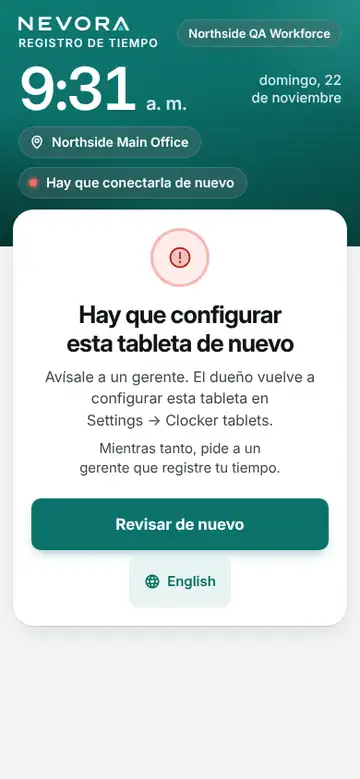 NEVORA
REGISTRO DE TIEMPO
Northside QA Workforce
9:31 a. m.
domingo, 22
de noviembre
Northside Main Office
Hay que conectarla de nuevo
Hay que configurar
esta tableta de nuevo
Avísale a un gerente. El dueño vuelve a
configurar esta tableta en
Settings → Clocker tablets.
Mientras tanto, pide a un
gerente que registre tu tiempo.
Revisar de nuevo
English